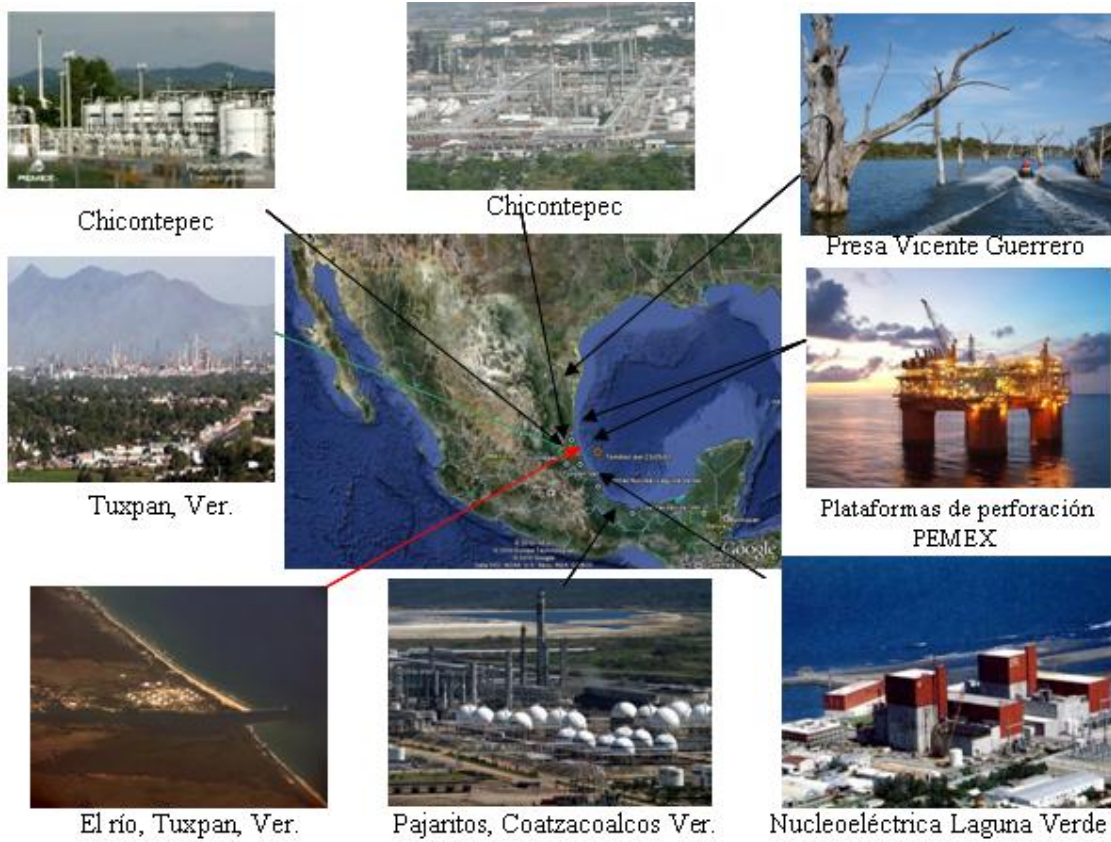 PEMEX
Chicontepec
Chicontepec
Presa Vicente Guerrero
Tuxpan, Ver.
Plataformas de perforación
PEMEX
Google
El río, Tuxpan, Ver.
Pajaritos, Coatzacoalcos Ver.
Nucleoeléctrica Laguna Verde